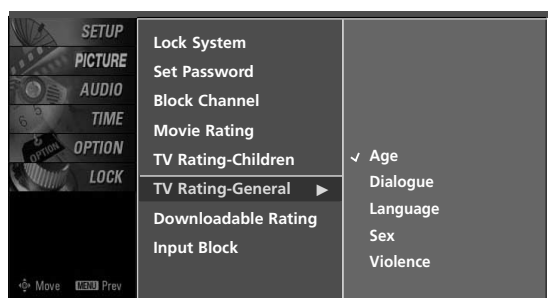 SETUP
PICTURE
AUDIO
TIME
OPTION
LOCK
Move MENU Prev
Lock System
Set Password
Block Channel
Movie Rating
TV Rating-Children
TV Rating-General ▶
Downloadable Rating
Input Block
✓ Age
Dialogue
Language
Sex
Violence